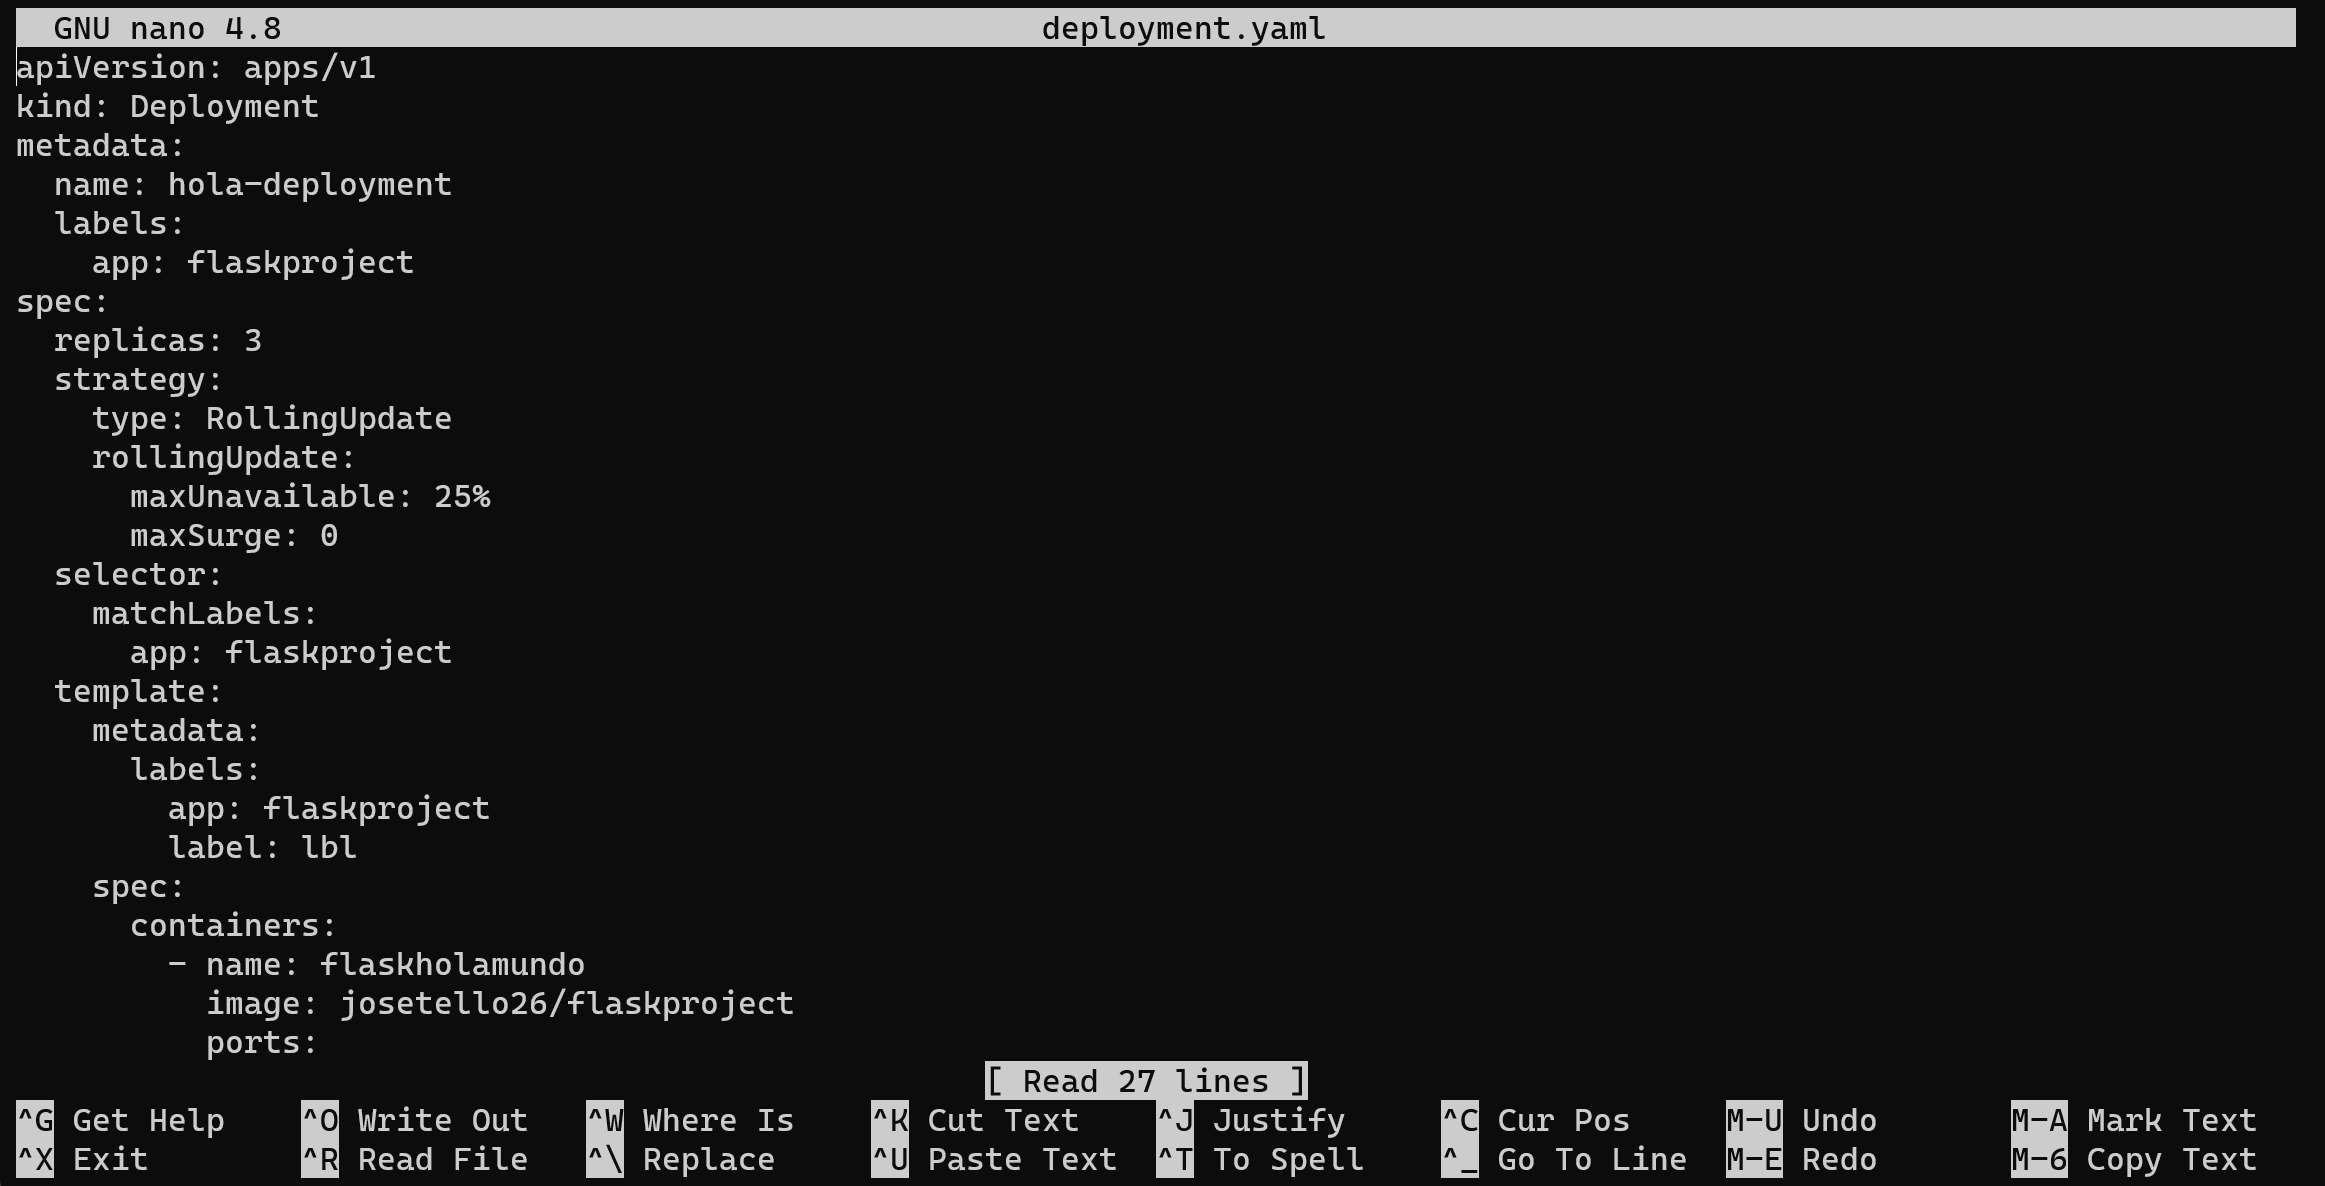 GNU nano 4.8 deployment.yaml
apiVersion: apps/v1
kind: Deployment
metadata:
  name: hola-deployment
  labels:
    app: flaskproject
spec:
  replicas: 3
  strategy:
    type: RollingUpdate
    rollingUpdate:
      maxUnavailable: 25%
      maxSurge: 0
  selector:
    matchLabels:
      app: flaskproject
  template:
    metadata:
      labels:
        app: flaskproject
        label: lbl
    spec:
      containers:
        - name: flaskholamundo
          image: josetello26/flaskproject
          ports:
[ Read 27 lines ]
^G Get Help ^O Write Out ^W Where Is ^K Cut Text ^J Justify ^C Cur Pos M-U Undo M-A Mark Text
^X Exit ^R Read File ^\ Replace ^U Paste Text ^T To Spell ^_ Go To Line M-E Redo M-6 Copy Text